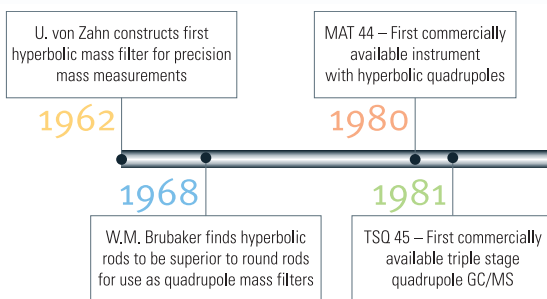 U. von Zahn constructs first
hyperbolic mass filter for precision
mass measurements
1962
1968
W.M. Brubaker finds hyperbolic
rods to be superior to round rods
for use as quadrupole mass filters
MAT 44 – First commercially
available instrument
with hyperbolic quadrupoles
1980
1981
TSQ 45 – First commercially
available triple stage
quadrupole GC/MS